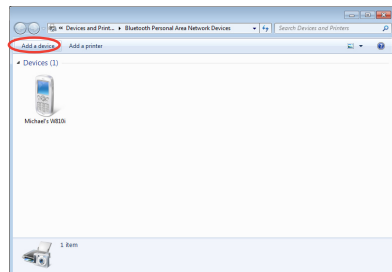 Devices and Print... Bluetooth Personal Area Network Devices
Search Devices and Printers
Add a device Add a printer
Devices (1)
Michael's W810i
1 item